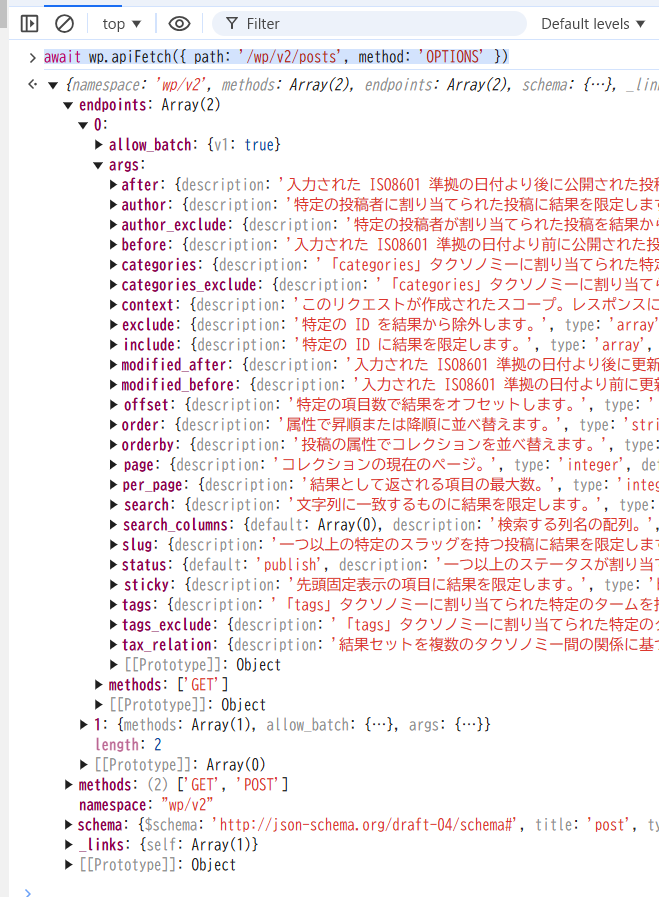 top ▼ Filter Default levels ▼
> await wp.apiFetch({ path: '/wp/v2/posts', method: 'OPTIONS' })
{namespace: 'wp/v2', methods: Array(2), endpoints: Array(2), schema: {…}, _link
endpoints: Array(2)
0:
allow_batch: {v1: true}
args:
after: {description: '入力された ISO8601 準拠の日付より後に公開された投稿
author: {description: '特定の投稿者に割り当てられた投稿に結果を限定しま
author_exclude: {description: '特定の投稿者が割り当てられた投稿を結果から
before: {description: '入力された ISO8601 準拠の日付より前に公開された投
categories: {description: '「categories」タクソノミーに割り当てられた特定
categories_exclude: {description: '「categories」タクソノミーに割り当て
context: {description: 'このリクエストが作成されたスコープ。レスポンスに
exclude: {description: '特定の ID を結果から除外します。', type: 'array'
include: {description: '特定の ID に結果を限定します。', type: 'array',
modified_after: {description: '入力された ISO8601 準拠の日付より後に更新
modified_before: {description: '入力された ISO8601 準拠の日付より前に更
offset: {description: '特定の項目数で結果をオフセットします。', type: '
order: {description: '属性で昇順または降順に並べ替えます。', type: 'stri
orderby: {description: '投稿の属性でコレクションを並べ替えます。', type:
page: {description: 'コレクションの現在のページ。', type: 'integer', de
per_page: {description: '結果として返される項目の最大数。', type: 'integ
search: {description: '文字列に一致するものに結果を限定します。', type:
search_columns: {default: Array(0), description: '検索する列名の配列。',
slug: {description: '一つ以上の特定のスラッグを持つ投稿に結果を限定しま
status: {default: 'publish', description: '一つ以上のステータスが割り当て
sticky: {description: '先頭固定表示の項目に結果を限定します。', type: 'b
tags: {description: '「tags」タクソノミーに割り当てられた特定のタームを
tags_exclude: {description: '「tags」タクソノミーに割り当てられた特定の
tax_relation: {description: '結果セットを複数のタクソノミー間の関係に基
[[Prototype]]: Object
methods: ['GET']
[[Prototype]]: Object
1: {methods: Array(1), allow_batch: {…}, args: {…}}
length: 2
[[Prototype]]: Array(0)
methods: (2) ['GET', 'POST']
namespace: "wp/v2"
schema: {$schema: 'http://json-schema.org/draft-04/schema#', title: 'post', ty
_links: {self: Array(1)}
[[Prototype]]: Object
>